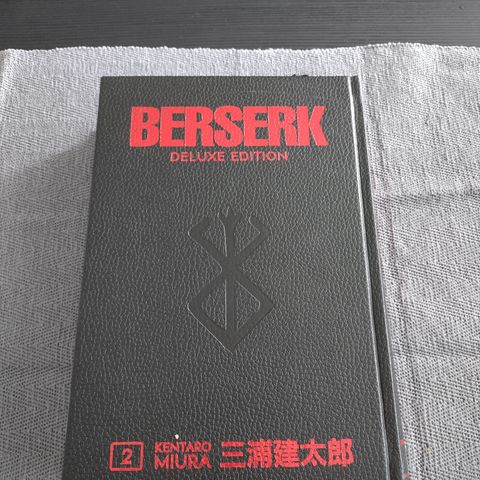 BERSERK
DELUXE EDITION
2 KENTARO MIURA 三浦建太郎